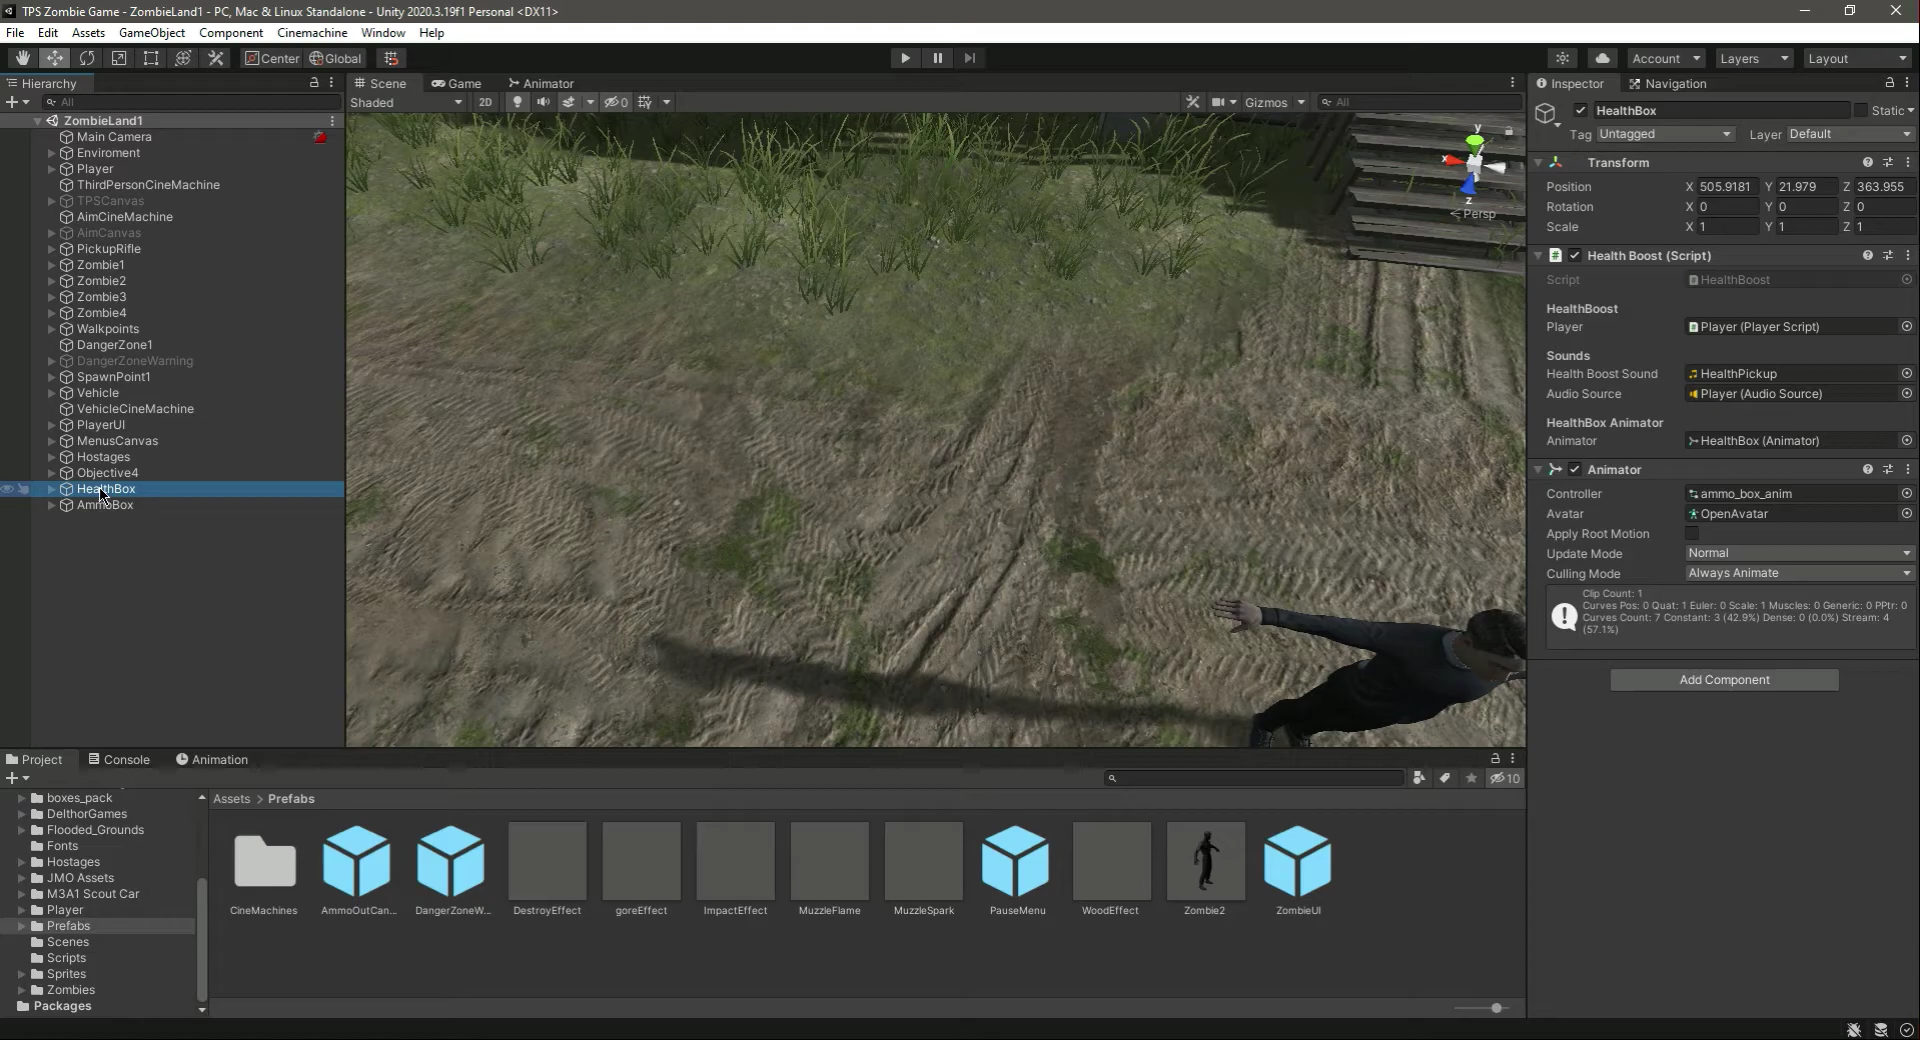 TPS Zombie Game - ZombieLand1 - PC, Mac & Linux Standalone - Unity 2020.3.19f1 Personal <DX11>
File Edit Assets GameObject Component Cinemachine Window Help
Center Global Account Layers Layout
Hierarchy
All
ZombieLand1
Main Camera
Enviroment
Player
ThirdPersonCineMachine
TPSCanvas
AimCineMachine
AimCanvas
PickupRifle
Zombie1
Zombie2
Zombie3
Zombie4
Walkpoints
DangerZone1
DangerZoneWarning
SpawnPoint1
Vehicle
VehicleCineMachine
PlayerUI
MenusCanvas
Hostages
Objective4
HealthBox
AmmoBox
Scene Game Animator
Shaded 2D 0 Gizmos All
y
x
z
Persp
Inspector Navigation
HealthBox Static
Tag Untagged Layer Default
Transform
Position X 505.9181 Y 21.979 Z 363.955
Rotation X 0 Y 0 Z 0
Scale X 1 Y 1 Z 1
# Health Boost (Script)
Script HealthBoost
HealthBoost
Player Player (Player Script)
Sounds
Health Boost Sound HealthPickup
Audio Source Player (Audio Source)
HealthBox Animator
Animator HealthBox (Animator)
Animator
Controller ammo_box_anim
Avatar OpenAvatar
Apply Root Motion
Update Mode Normal
Culling Mode Always Animate
Clip Count: 1
Curves Pos: 0 Quat: 1 Euler: 0 Scale: 1 Muscles: 0 Generic: 0 PPtr: 0
Curves Count: 7 Constant: 3 (42.9%) Dense: 0 (0.0%) Stream: 4
(57.1%)
Add Component
Project Console Animation
10
boxes_pack
DelthorGames
Flooded_Grounds
Fonts
Hostages
JMO Assets
M3A1 Scout Car
Player
Prefabs
Scenes
Scripts
Sprites
Zombies
Packages
Assets > Prefabs
CineMachines AmmoOutCan... DangerZoneW... DestroyEffect goreEffect ImpactEffect MuzzleFlame MuzzleSpark PauseMenu WoodEffect Zombie2 ZombieUI